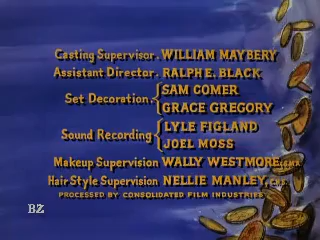 Casting Supervisor . WILLIAM MAYBERY
Assistant Director . RALPH E. BLACK
Set Decoration . { SAM COMER
GRACE GREGORY
Sound Recording { LYLE FIGLAND
JOEL MOSS
Makeup Supervision WALLY WESTMORE, S.M.A.
Hair Style Supervision NELLIE MANLEY, C.H.S.
PROCESSED BY CONSOLIDATED FILM INDUSTRIES
BZ